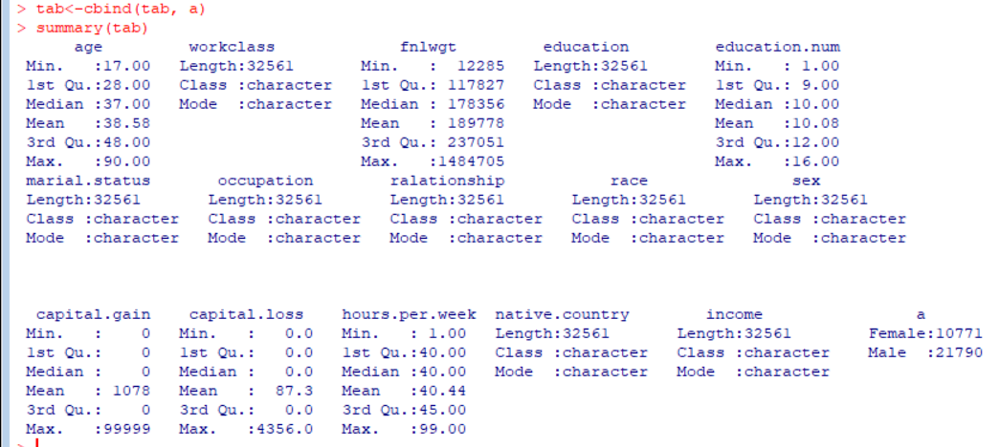 > tab<-cbind(tab, a)
> summary(tab)
      age          workclass             fnlwgt          education         education.num
 Min.   :17.00   Length:32561       Min.   :  12285   Length:32561       Min.   : 1.00
 1st Qu.:28.00   Class :character   1st Qu.: 117827   Class :character   1st Qu.: 9.00
 Median :37.00   Mode  :character   Median : 178356   Mode  :character   Median :10.00
 Mean   :38.58                      Mean   : 189778                      Mean   :10.08
 3rd Qu.:48.00                      3rd Qu.: 237051                      3rd Qu.:12.00
 Max.   :90.00                      Max.   :1484705                      Max.   :16.00
 marial.status       occupation        ralationship           race               sex
 Length:32561       Length:32561       Length:32561       Length:32561       Length:32561
 Class :character   Class :character   Class :character   Class :character   Class :character
 Mode  :character   Mode  :character   Mode  :character   Mode  :character   Mode  :character
  capital.gain    capital.loss    hours.per.week  native.country        income                a
 Min.   :    0   Min.   :   0.0   Min.   : 1.00   Length:32561       Length:32561       Female:10771
 1st Qu.:    0   1st Qu.:   0.0   1st Qu.:40.00   Class :character   Class :character   Male  :21790
 Median :    0   Median :   0.0   Median :40.00   Mode  :character   Mode  :character
 Mean   : 1078   Mean   :  87.3   Mean   :40.44
 3rd Qu.:    0   3rd Qu.:   0.0   3rd Qu.:45.00
 Max.   :99999   Max.   :4356.0   Max.   :99.00
>